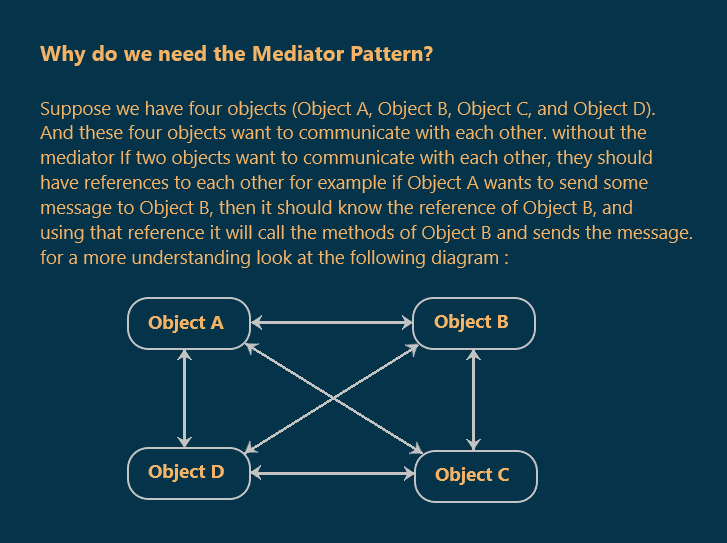 Why do we need the Mediator Pattern?
Suppose we have four objects (Object A, Object B, Object C, and Object D).
And these four objects want to communicate with each other. without the
mediator If two objects want to communicate with each other, they should
have references to each other for example if Object A wants to send some
message to Object B, then it should know the reference of Object B, and
using that reference it will call the methods of Object B and sends the message.
for a more understanding look at the following diagram :
Object A
Object B
Object D
Object C